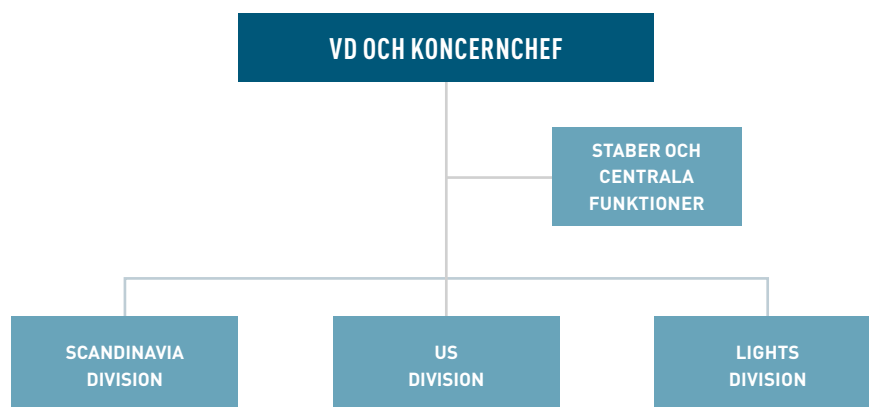 VD OCH KONCERNCHEF
STABER OCH
CENTRALA
FUNKTIONER
SCANDINAVIA
DIVISION
US
DIVISION
LIGHTS
DIVISION